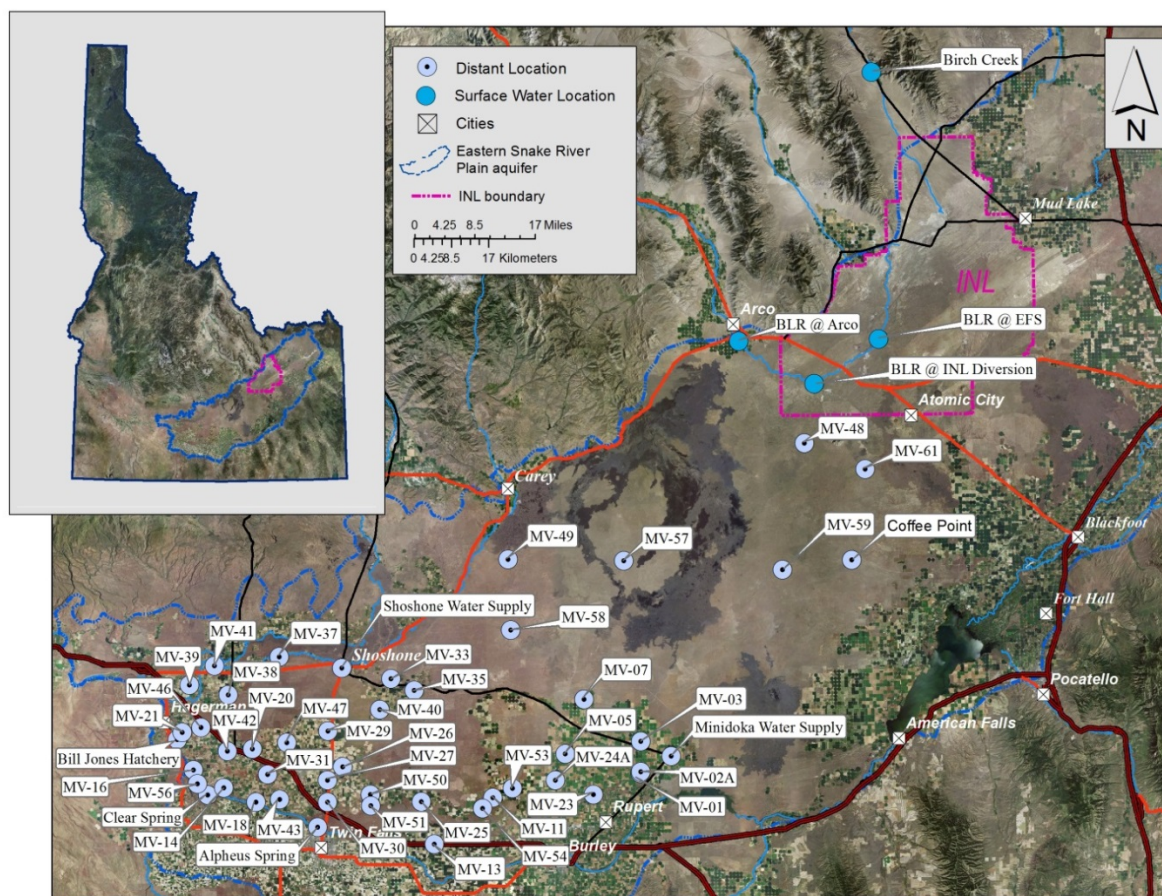 Distant Location
Surface Water Location
Cities
Eastern Snake River
Plain aquifer
INL boundary
0 4.25 8.5 17 Miles
0 4.25 8.5 17 Kilometers
N
Birch Creek
Mud Lake
INL
Arco
BLR @ Arco
BLR @ EFS
BLR @ INL Diversion
Atomic City
MV-48
MV-61
Carey
MV-49
MV-57
MV-59
Coffee Point
Blackfoot
Fort Hall
MV-58
Shoshone Water Supply
MV-41
MV-37
MV-39
Shoshone
MV-33
MV-38
MV-46
MV-20
MV-35
MV-07
MV-03
Pocatello
Hagerman
MV-21
MV-42
MV-47
MV-40
MV-05
Minidoka Water Supply
American Falls
MV-29
MV-26
Bill Jones Hatchery
MV-27
MV-53
MV-24A
MV-31
MV-50
MV-02A
MV-16
MV-56
MV-23
Rupert
MV-01
Clear Spring
MV-18
MV-51
MV-25
MV-11
MV-14
MV-43
Twin Falls
MV-30
Burley
MV-54
Alpheus Spring
MV-13